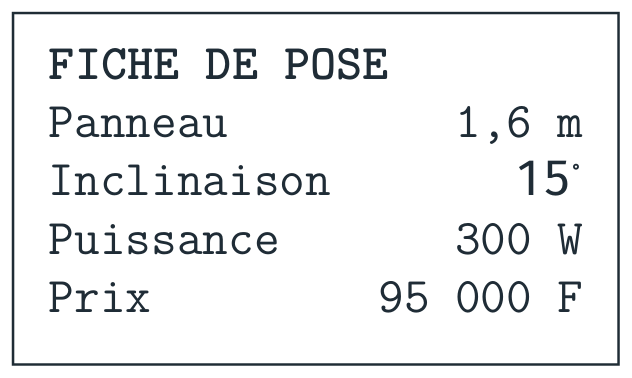 FICHE DE POSE
Panneau 1,6 m
Inclinaison 15°
Puissance 300 W
Prix 95 000 F